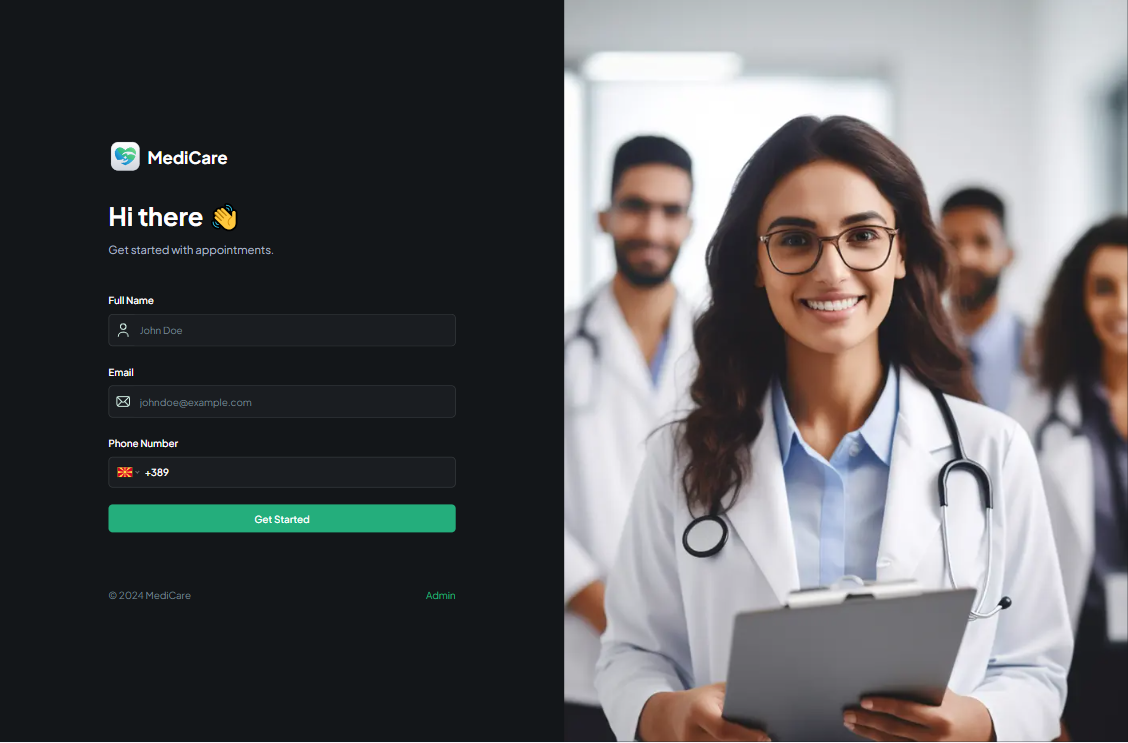 MediCare
Hi there 👋
Get started with appointments.
Full Name
John Doe
Email
johndoe@example.com
Phone Number
+389
Get Started
© 2024 MediCare
Admin